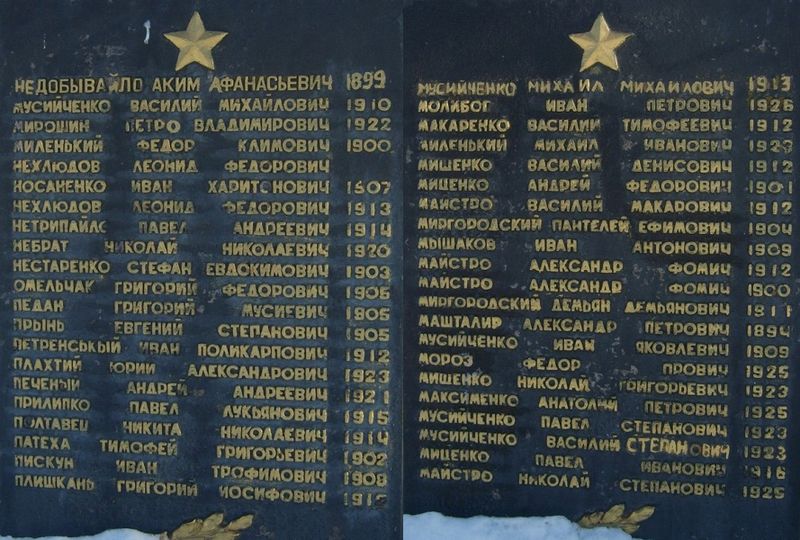 НЕДОБЫВАЙЛО АКИМ АФАНАСЬЕВИЧ 1899
МУСИЙЧЕНКО ВАСИЛИЙ МИХАЙЛОВИЧ 1910
МИРОШИН ПЕТРО ВЛАДИМИРОВИЧ 1922
МИЛЕНЬКИЙ ФЕДОР КЛИМОВИЧ 1900
НЕХЛЮДОВ ЛЕОНИД ФЕДОРОВИЧ
НОСАНЕНКО ИВАН ХАРИТОНОВИЧ 1607
НЕХЛЮДОВ ЛЕОНИД ФЕДОРОВИЧ 1913
НЕТРИПАЙЛО ПАВЕЛ АНДРЕЕВИЧ 1914
НЕБРАТ НИКОЛАЙ НИКОЛАЕВИЧ 1920
НЕСТАРЕНКО СТЕФАН ЕВДОКИМОВИЧ 1903
ОМЕЛЬЧАК ГРИГОРИЙ ФЕДОРОВИЧ 1906
ПЕДАН ГРИГОРИЙ МУСИЕВИЧ 1905
ПРЫНЬ ЕВГЕНИЙ СТЕПАНОВИЧ 1905
ПЕТРЕНСЬКЫЙ ИВАН ПОЛИКАРПОВИЧ 1912
ПЛАХТИЙ ЮРИИ АЛЕКСАНДРОВИЧ 1923
ПЕЧЕНЫЙ АНДРЕЙ АНДРЕЕВИЧ 1921
ПРИЛИПКО ПАВЕЛ ЛУКЬЯНОВИЧ 1915
ПОЛТАВЕЦ НИКИТА НИКОЛАЕВИЧ 1914
ПАТЕХА ТИМОФЕЙ ГРИГОРЬЕВИЧ 1902
ПИСКУН ИВАН ТРОФИМОВИЧ 1908
ПЛИШКАНЬ ГРИГОРИЙ ИОСИФОВИЧ
МУСИЙЧЕНКО МИХАИЛ МИХАИЛОВИЧ 1913
МОЛИБОГ ИВАН ПЕТРОВИЧ 1926
МАКАРЕНКО ВАСИЛИЙ ТИМОФЕЕВИЧ 1912
МИЛЕНЬКИЙ МИХАИЛ ИВАНОВИЧ 1923
МИЩЕНКО ВАСИЛИЙ ДЕНИСОВИЧ 1912
МИЦЕНКО АНДРЕЙ ФЕДОРОВИЧ 1901
МАЙСТРО ВАСИЛИЙ МАКАРОВИЧ 1912
МИРГОРОДСКИЙ ПАНТЕЛЕЙ ЕФИМОВИЧ 1904
МЫШАКОВ ИВАН АНТОНОВИЧ 1909
МАЙСТРО АЛЕКСАНДР ФОМИЧ 1912
МАЙСТРО АЛЕКСАНДР ФОМИЧ 1900
МИРГОРОДСКИЙ ДЕМЬЯН ДЕМЬЯНОВИЧ
МАШТАЛИР АЛЕКСАНДР ПЕТРОВИЧ 1894
МУСИЙЧЕНКО ИВАН ЯКОВЛЕВИЧ 1909
МОРОЗ ФЕДОР ПРОВИЧ 1925
МИЩЕНКО НИКОЛАЙ ГРИГОРЬЕВИЧ 1923
МАКСИМЕНКО АНАТОЛИЙ ПЕТРОВИЧ 1925
МУСИЙЧЕНКО ПАВЕЛ СТЕПАНОВИЧ 1923
МУСИЙЧЕНКО ВАСИЛИЙ СТЕПАНОВИЧ 1923
МИЦЕНКО ПАВЕЛ ИВАНОВИЧ 1916
МАЙСТРО НИКОЛАЙ СТЕПАНОВИЧ 1925